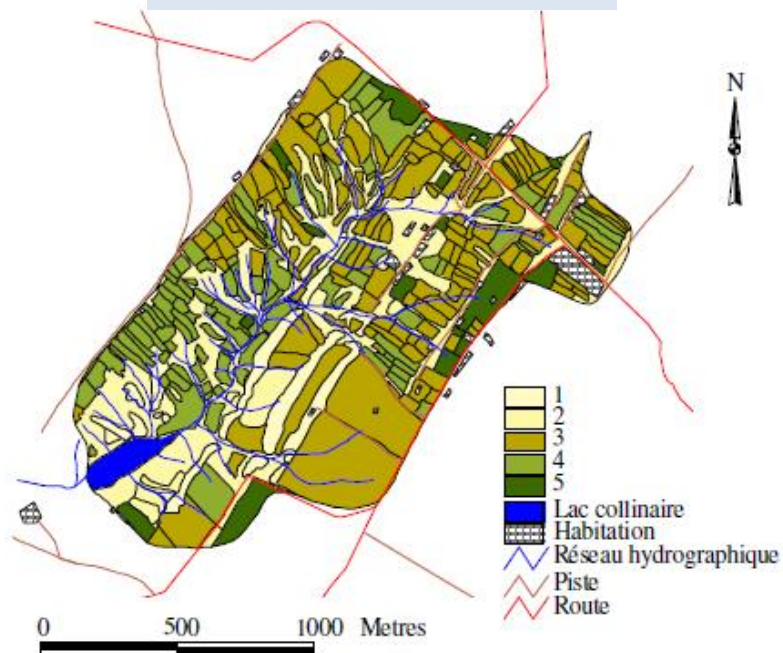 N
1
2
3
4
5
Lac collinaire
Habitation
Réseau hydrographique
Piste
Route
0 500 1000 Metres